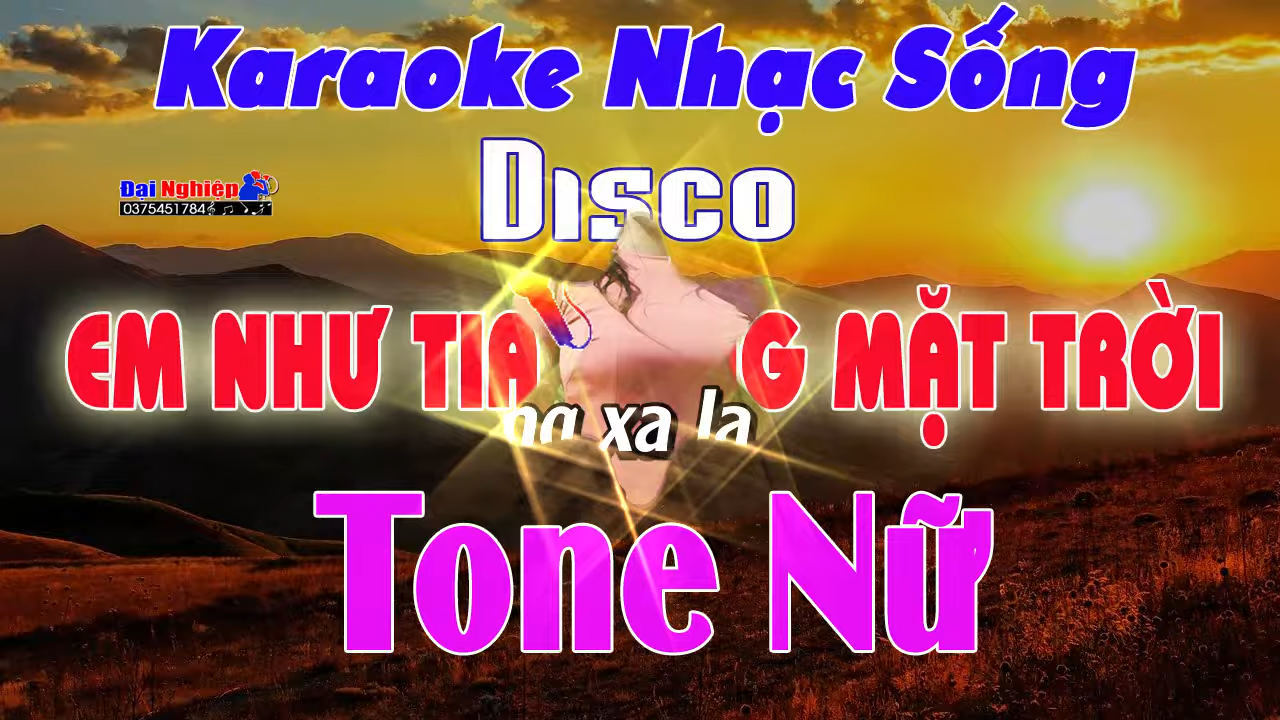 Karaoke Nhạc Sống
Disco
Đại Nghiệp
0375451784
EM NHƯ TIA MẶT TRỜI
xa la
Tone Nữ